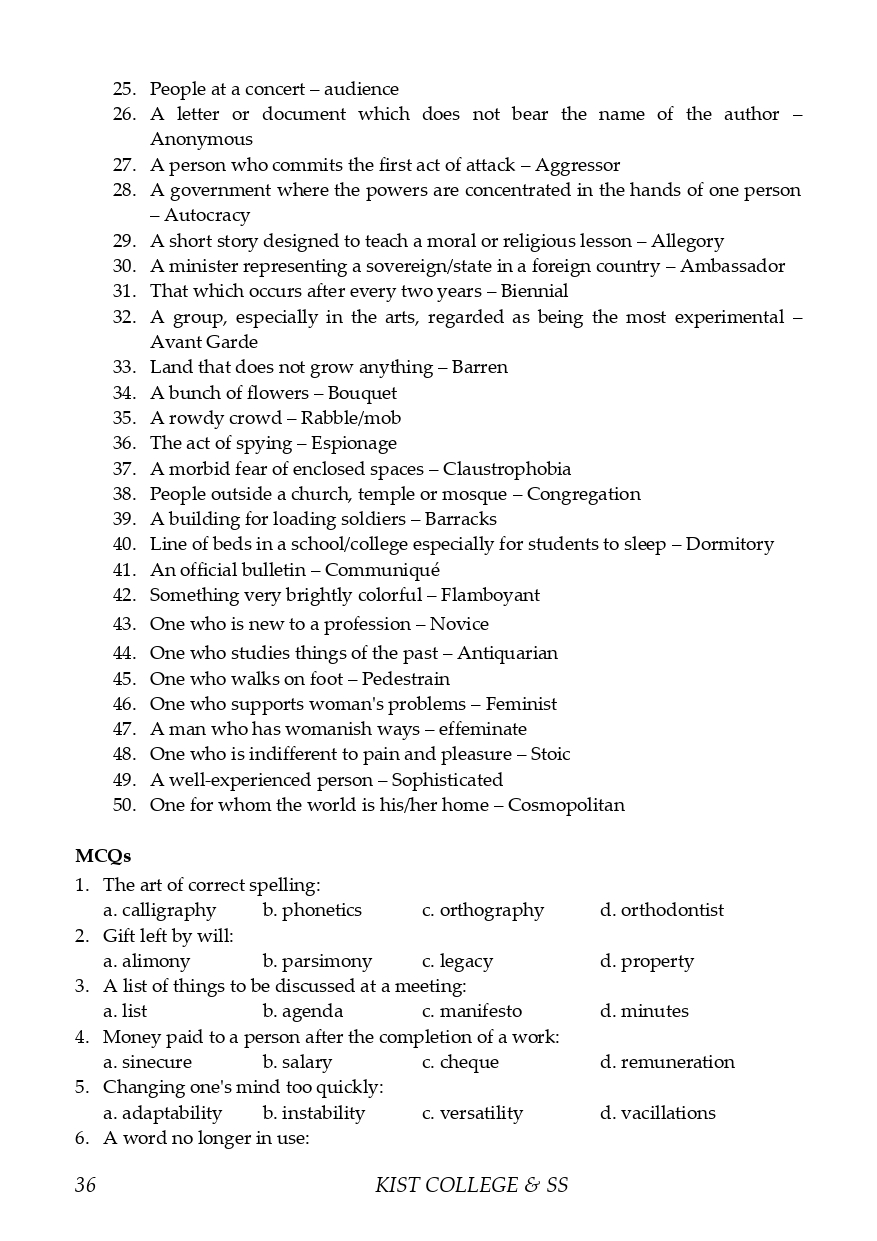 25. People at a concert – audience
26. A letter or document which does not bear the name of the author –
Anonymous
27. A person who commits the first act of attack – Aggressor
28. A government where the powers are concentrated in the hands of one person
– Autocracy
29. A short story designed to teach a moral or religious lesson – Allegory
30. A minister representing a sovereign/state in a foreign country – Ambassador
31. That which occurs after every two years – Biennial
32. A group, especially in the arts, regarded as being the most experimental –
Avant Garde
33. Land that does not grow anything – Barren
34. A bunch of flowers – Bouquet
35. A rowdy crowd – Rabble/mob
36. The act of spying – Espionage
37. A morbid fear of enclosed spaces – Claustrophobia
38. People outside a church, temple or mosque – Congregation
39. A building for loading soldiers – Barracks
40. Line of beds in a school/college especially for students to sleep – Dormitory
41. An official bulletin – Communiqué
42. Something very brightly colorful – Flamboyant
43. One who is new to a profession – Novice
44. One who studies things of the past – Antiquarian
45. One who walks on foot – Pedestrain
46. One who supports woman's problems – Feminist
47. A man who has womanish ways – effeminate
48. One who is indifferent to pain and pleasure – Stoic
49. A well-experienced person – Sophisticated
50. One for whom the world is his/her home – Cosmopolitan
MCQs
1. The art of correct spelling:
a. calligraphy b. phonetics c. orthography d. orthodontist
2. Gift left by will:
a. alimony b. parsimony c. legacy d. property
3. A list of things to be discussed at a meeting:
a. list b. agenda c. manifesto d. minutes
4. Money paid to a person after the completion of a work:
a. sinecure b. salary c. cheque d. remuneration
5. Changing one's mind too quickly:
a. adaptability b. instability c. versatility d. vacillations
6. A word no longer in use:
36 KIST COLLEGE & SS